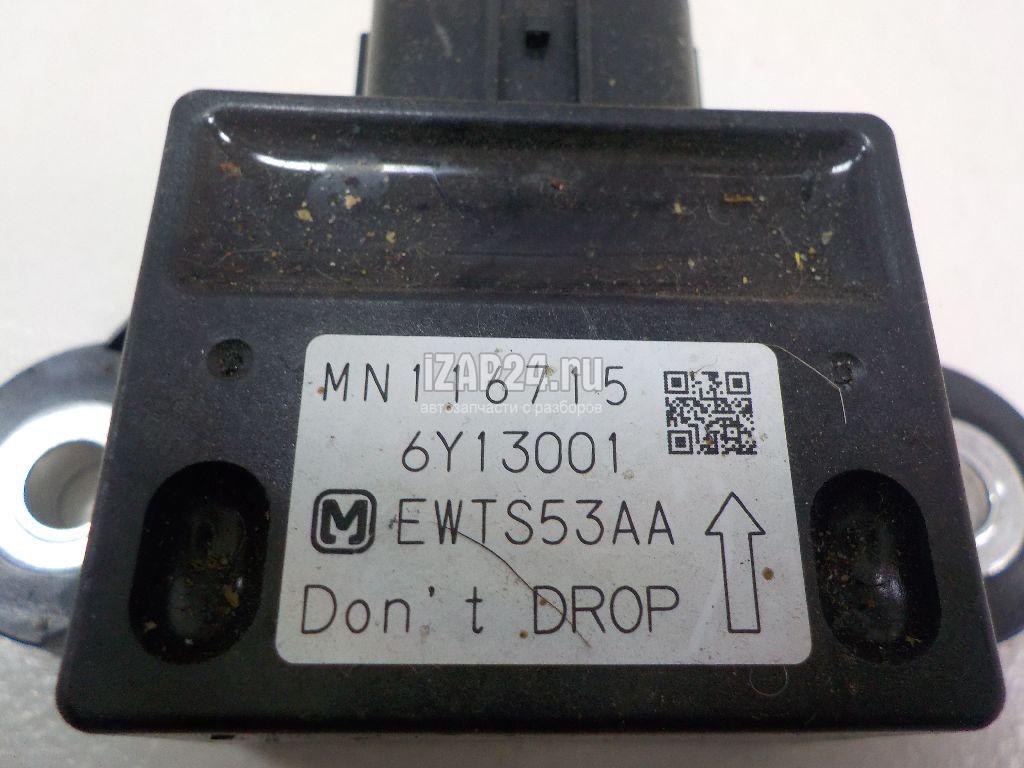 MN116715
iZAP24.ru
автозапчасти с разборов
6Y13001
M EWTS53AA
Don't DROP